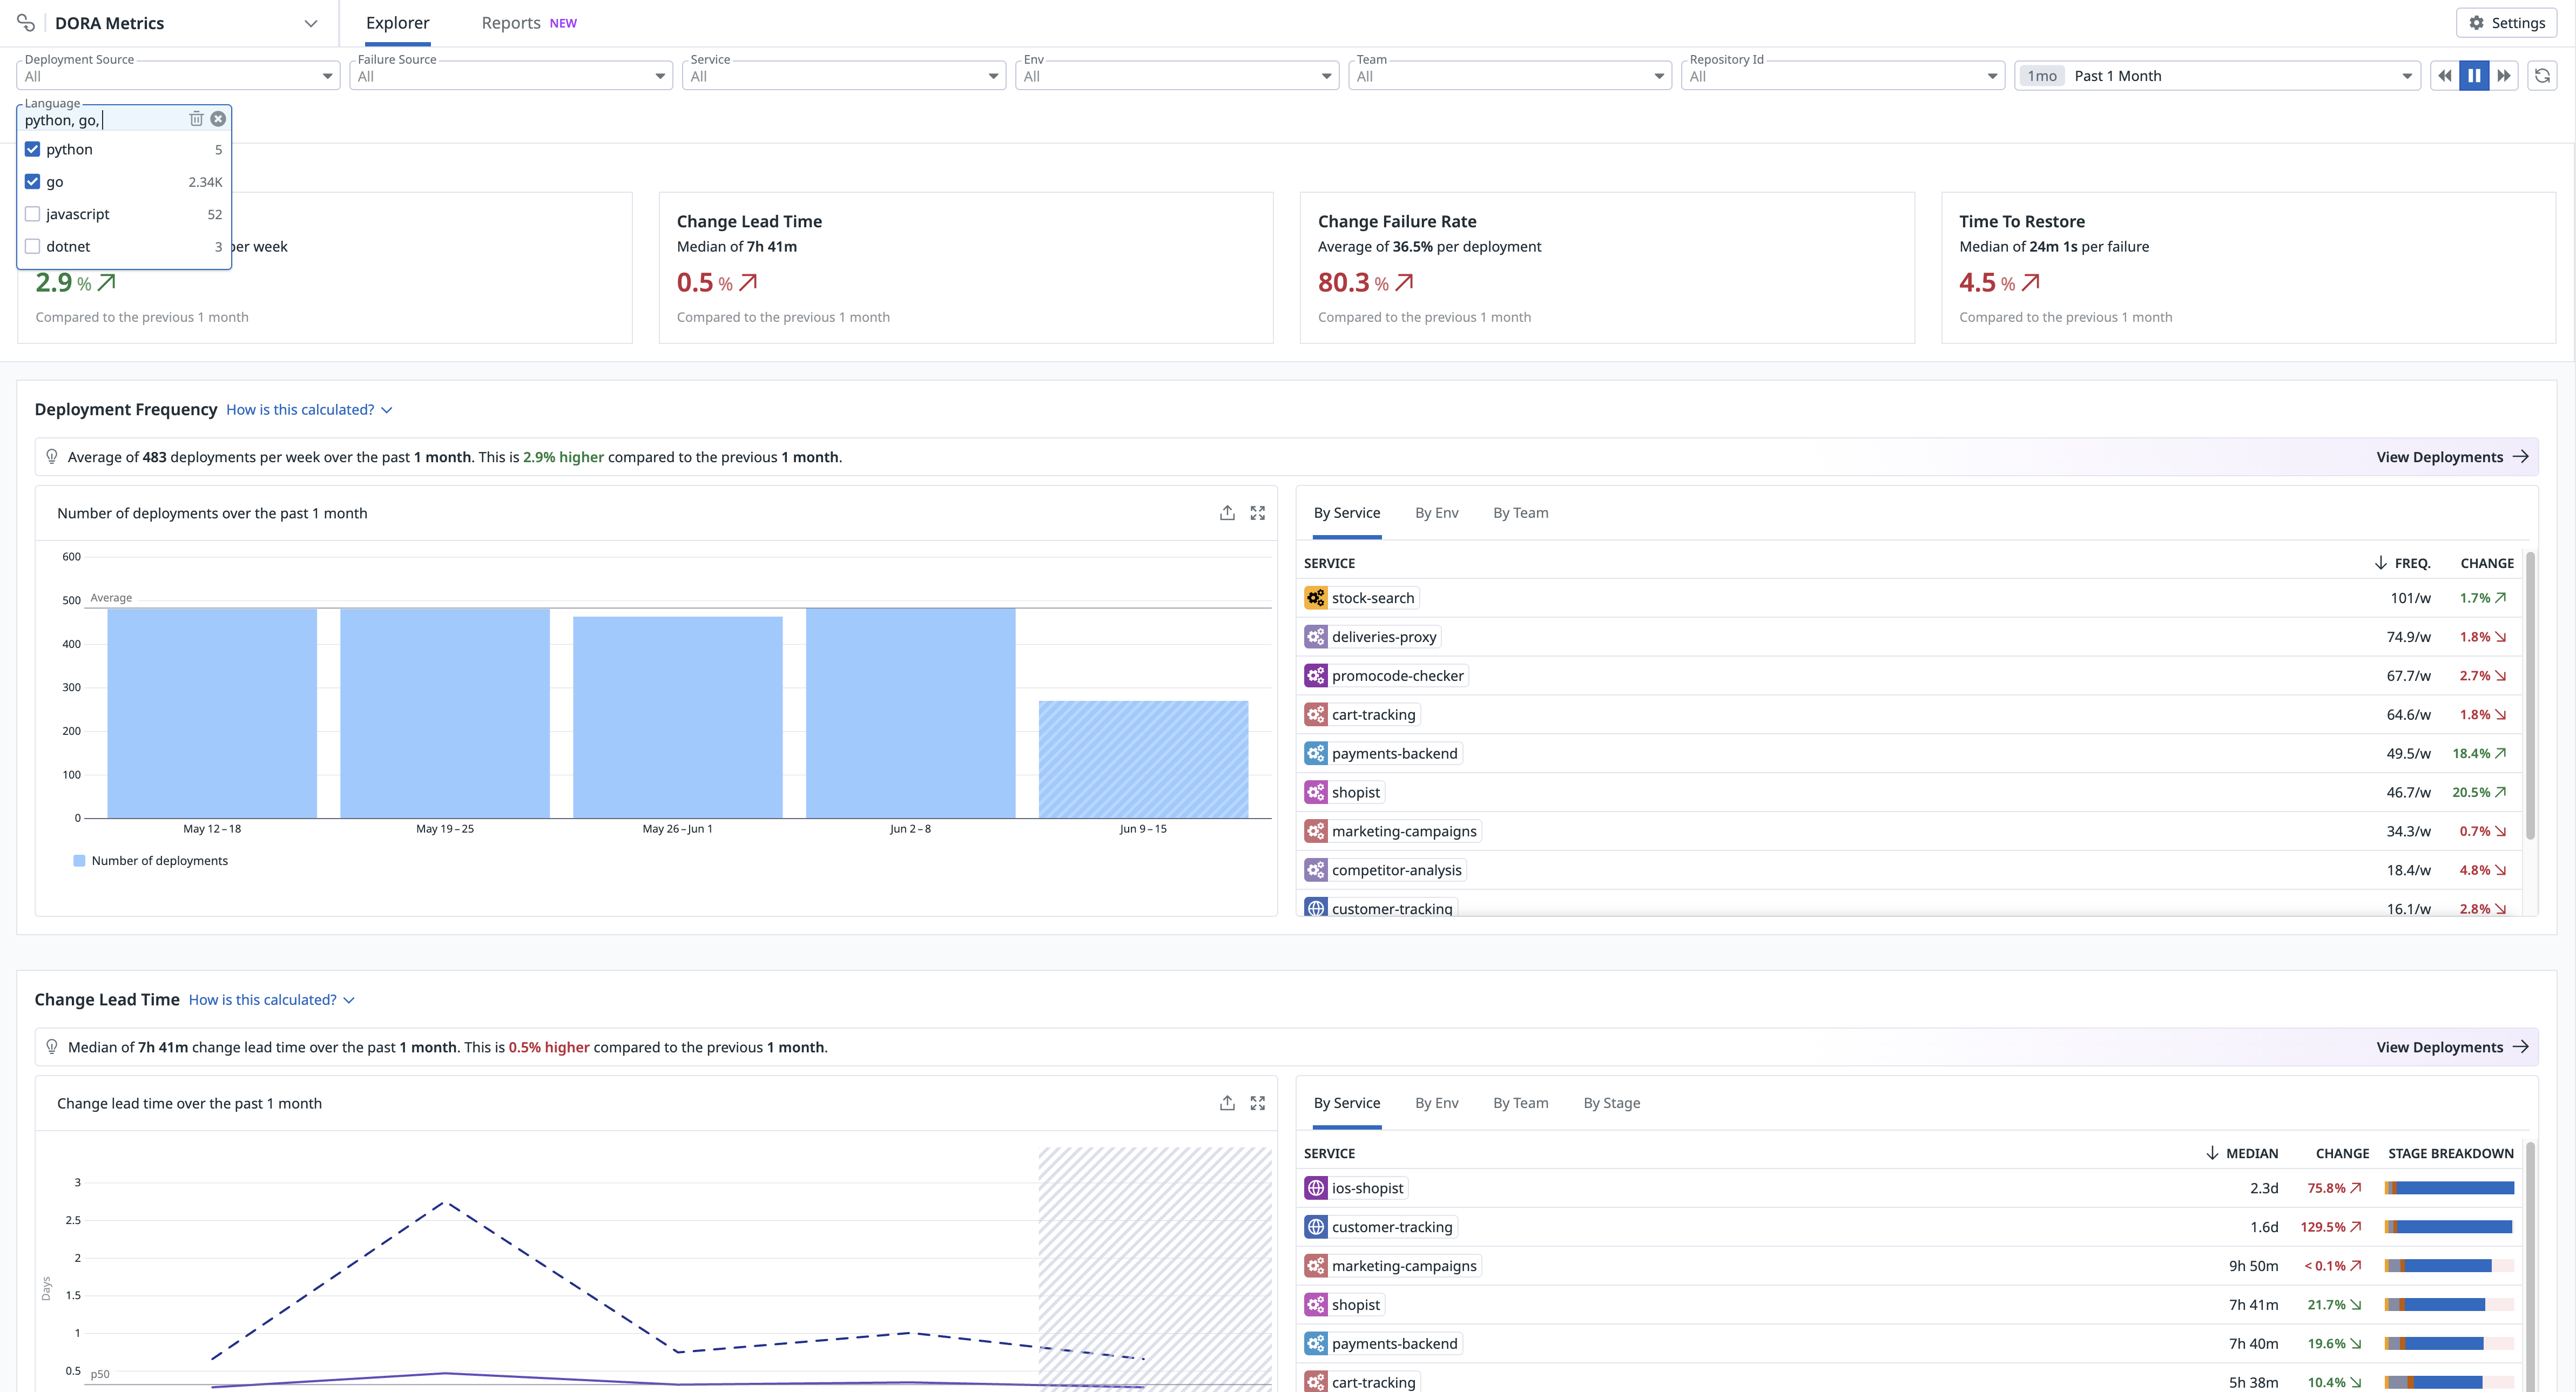 DORA Metrics
Explorer
Reports NEW
Settings
Deployment Source
All
Failure Source
All
Service
All
Env
All
Team
All
Repository Id
All
1mo Past 1 Month
Language
python, go,
python 5
go 2.34K
javascript 52
dotnet 3
per week
2.9 %
Compared to the previous 1 month
Change Lead Time
Median of 7h 41m
0.5 %
Compared to the previous 1 month
Change Failure Rate
Average of 36.5% per deployment
80.3 %
Compared to the previous 1 month
Time To Restore
Median of 24m 1s per failure
4.5 %
Compared to the previous 1 month
Deployment Frequency How is this calculated?
Average of 483 deployments per week over the past 1 month. This is 2.9% higher compared to the previous 1 month.
View Deployments
Number of deployments over the past 1 month
600
500
400
300
200
100
0
Average
May 12 – 18
May 19 – 25
May 26 – Jun 1
Jun 2 – 8
Jun 9 – 15
Number of deployments
By Service By Env By Team
SERVICE FREQ. CHANGE
stock-search 101/w 1.7%
deliveries-proxy 74.9/w 1.8%
promocode-checker 67.7/w 2.7%
cart-tracking 64.6/w 1.8%
payments-backend 49.5/w 18.4%
shopist 46.7/w 20.5%
marketing-campaigns 34.3/w 0.7%
competitor-analysis 18.4/w 4.8%
customer-tracking 16.1/w 2.8%
Change Lead Time How is this calculated?
Median of 7h 41m change lead time over the past 1 month. This is 0.5% higher compared to the previous 1 month.
View Deployments
Change lead time over the past 1 month
Days
3
2.5
2
1.5
1
0.5
p50
By Service By Env By Team By Stage
SERVICE MEDIAN CHANGE STAGE BREAKDOWN
ios-shopist 2.3d 75.8%
customer-tracking 1.6d 129.5%
marketing-campaigns 9h 50m < 0.1%
shopist 7h 41m 21.7%
payments-backend 7h 40m 19.6%
cart-tracking 5h 38m 10.4%